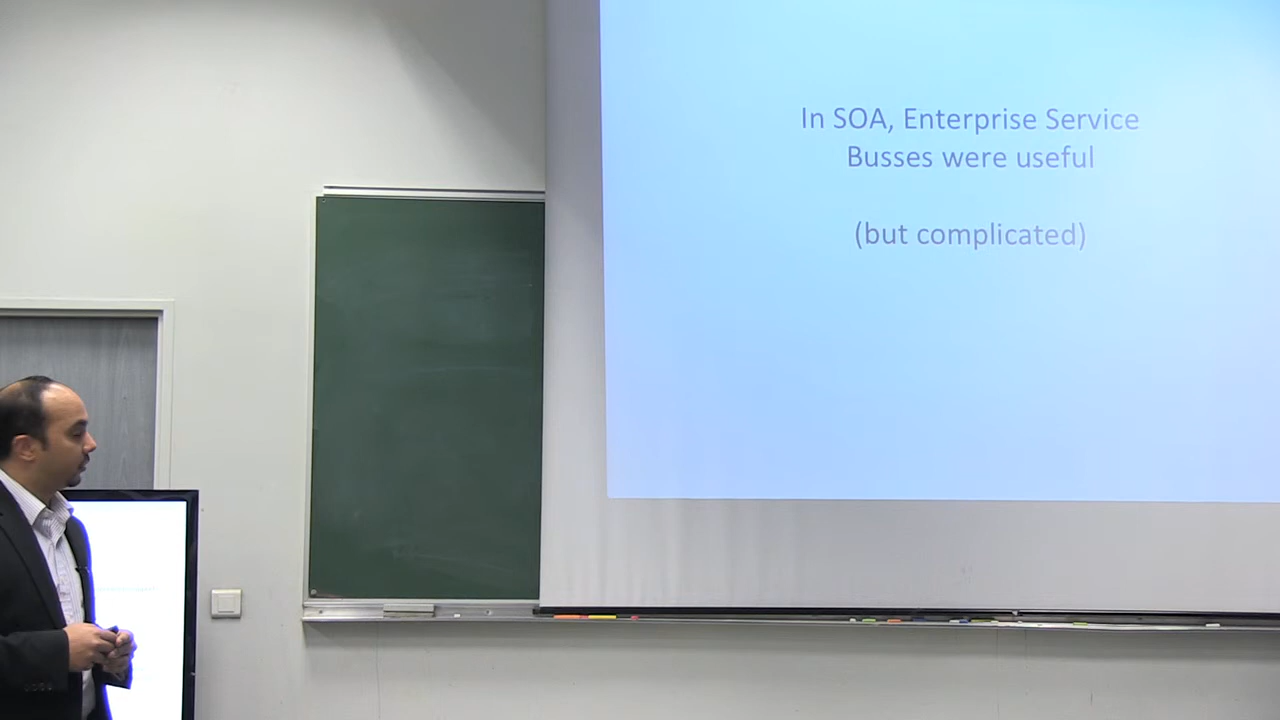 In SOA, Enterprise Service
Busses were useful
(but complicated)